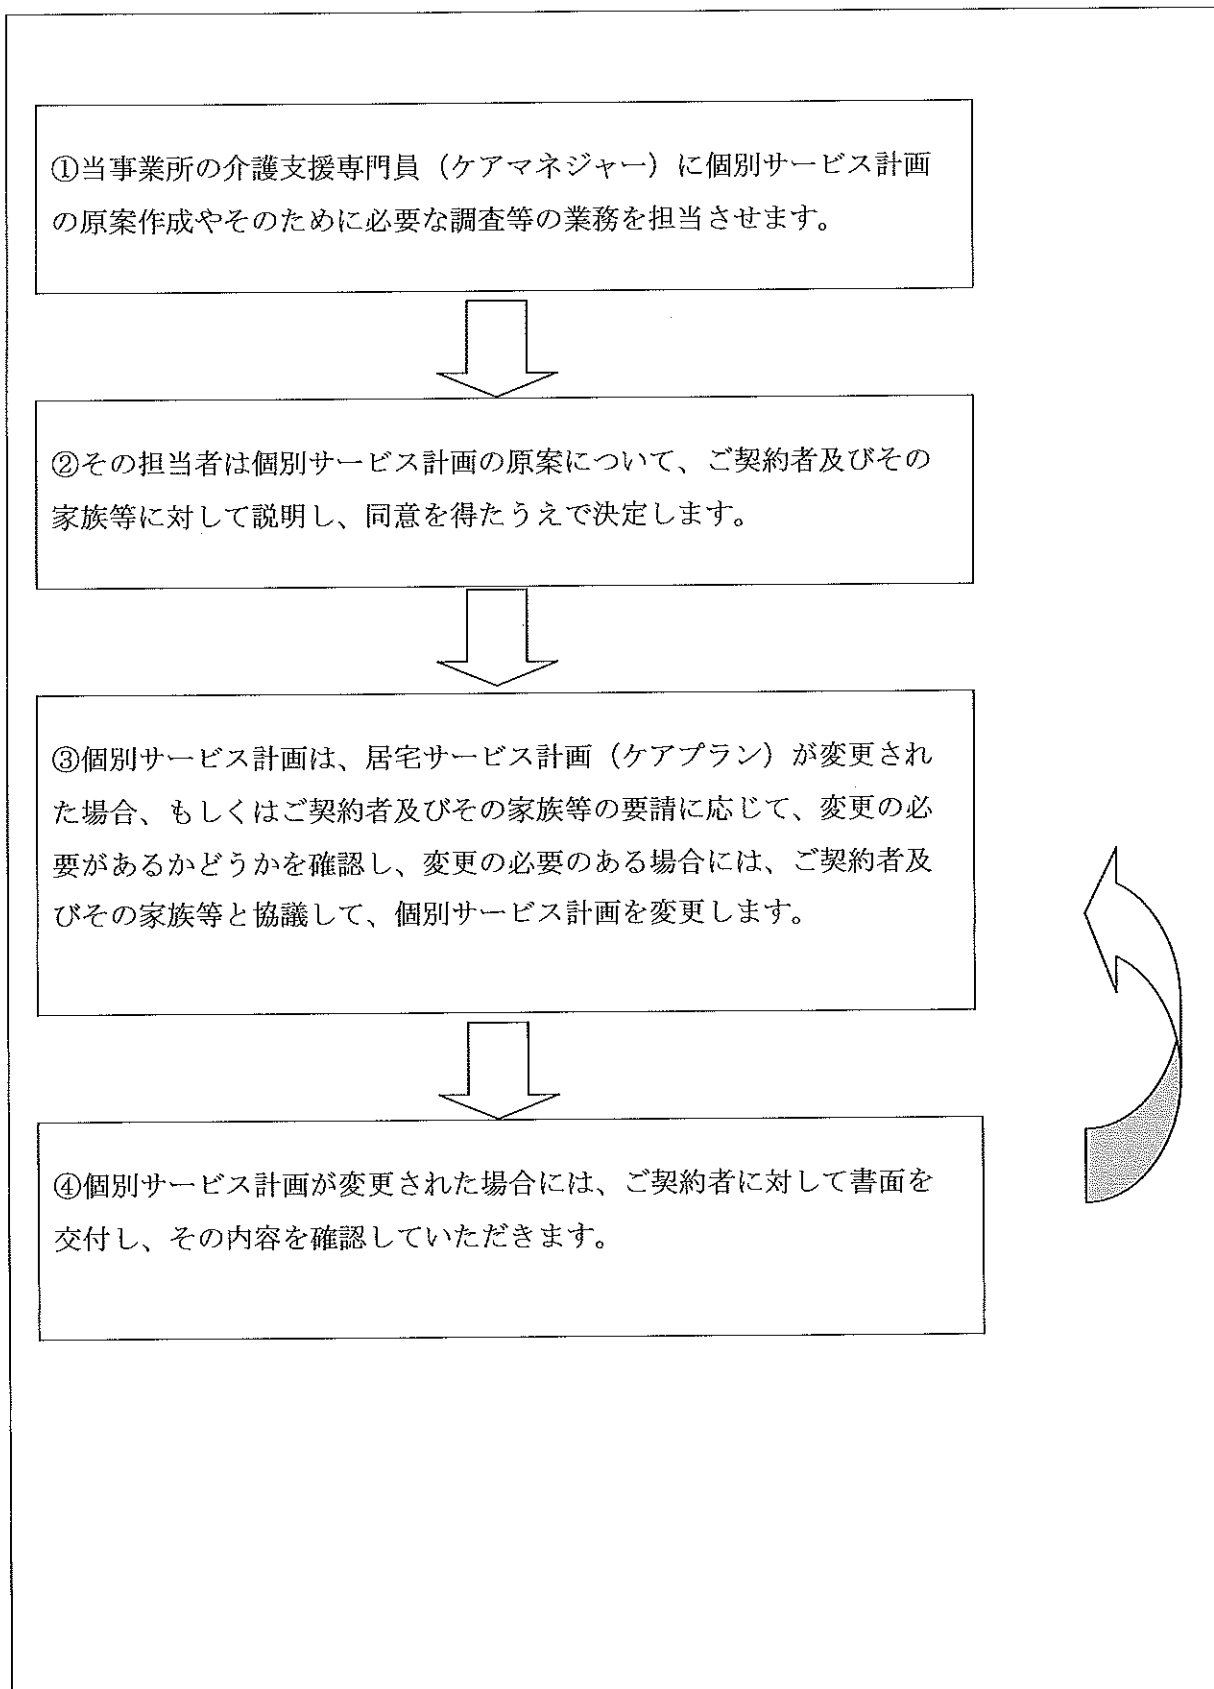 ①当事業所の介護支援専門員（ケアマネジャー）に個別サービス計画
の原案作成やそのために必要な調査等の業務を担当させます。
②その担当者は個別サービス計画の原案について、ご契約者及びその
家族等に対して説明し、同意を得たうえで決定します。
③個別サービス計画は、居宅サービス計画（ケアプラン）が変更され
た場合、もしくはご契約者及びその家族等の要請に応じて、変更の必
要があるかどうかを確認し、変更の必要のある場合には、ご契約者及
びその家族等と協議して、個別サービス計画を変更します。
④個別サービス計画が変更された場合には、ご契約者に対して書面を
交付し、その内容を確認していただきます。